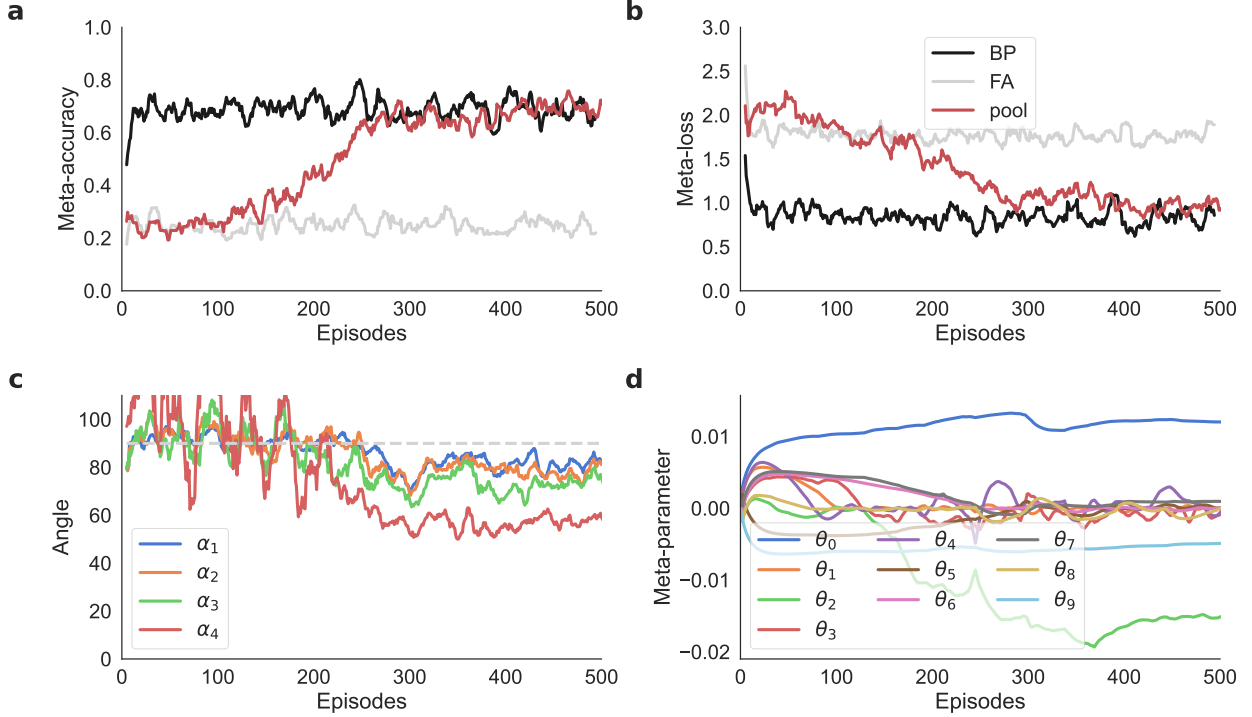 a
1.0
0.8
0.6
0.4
0.2
0.0
Meta-accuracy
0 100 200 300 400 500
Episodes
b
3.0
2.5
2.0
1.5
1.0
0.5
0.0
Meta-loss
BP
FA
pool
0 100 200 300 400 500
Episodes
c
100
80
60
40
20
0
Angle
α₁
α₂
α₃
α₄
0 100 200 300 400 500
Episodes
d
0.01
0.00
−0.01
−0.02
Meta-parameter
θ₀ θ₄ θ₇
θ₁ θ₅ θ₈
θ₂ θ₆ θ₉
θ₃
0 100 200 300 400 500
Episodes